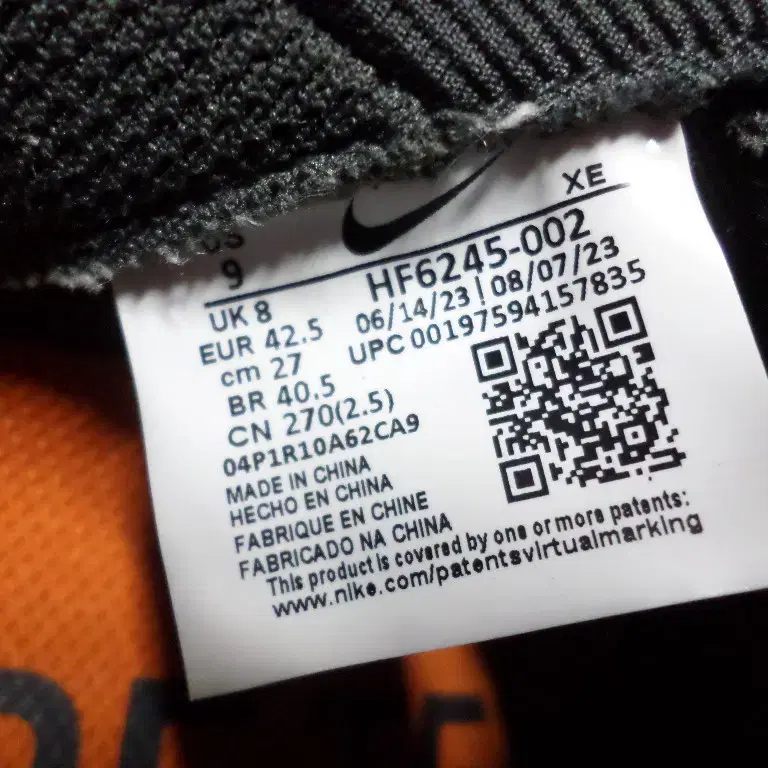 US
9
XE
UK 8
EUR 42.5
cm 27
BR 40.5
CN 270(2.5)
04P1R10A62CA9
HF6245-002
06/14/23 | 08/07/23
UPC 00197594157835
MADE IN CHINA
HECHO EN CHINA
FABRIQUE EN CHINE
FABRICADO NA CHINA
This product is covered by one or more patents:
www.nike.com/patentsvirtualmarking